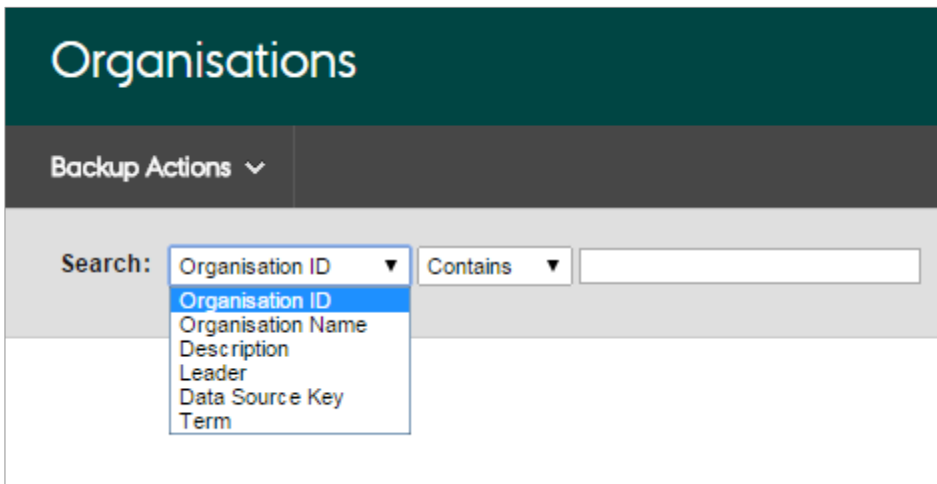 Organisations
Backup Actions
Search: Organisation ID Contains
Organisation ID
Organisation Name
Description
Leader
Data Source Key
Term